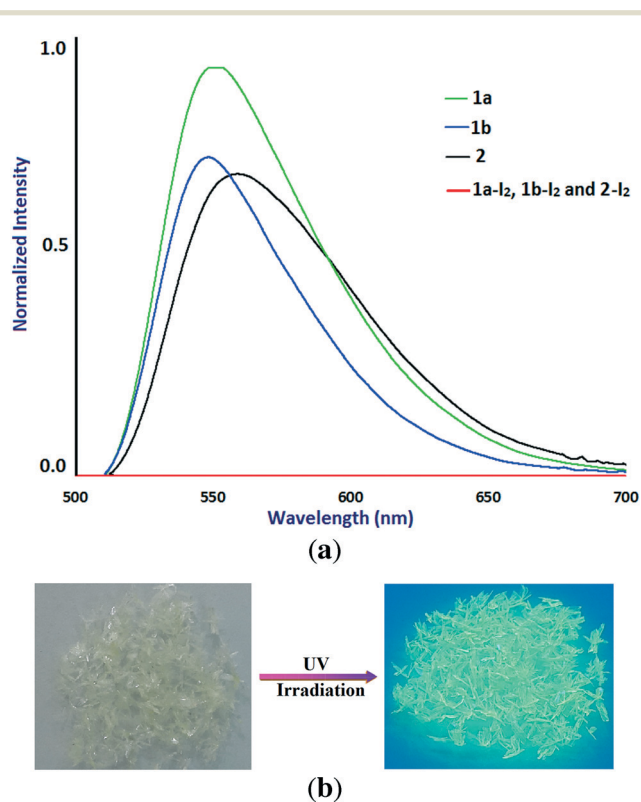 1.0
1a
1b
2
1a-I₂, 1b-I₂ and 2-I₂
Normalized Intensity
0.5
0.0
500 550 600 650 700
Wavelength (nm)
(a)
UV
Irradiation
(b)